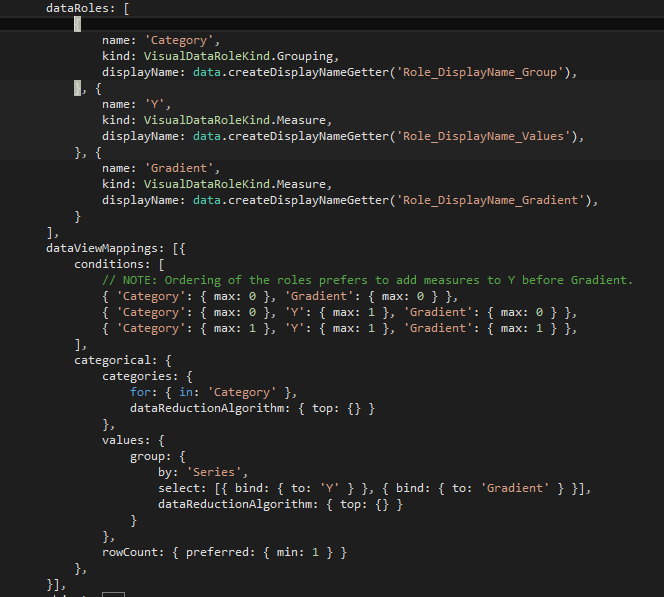 dataRoles: [
{
name: 'Category',
kind: VisualDataRoleKind.Grouping,
displayName: data.createDisplayNameGetter('Role_DisplayName_Group'),
}, {
name: 'Y',
kind: VisualDataRoleKind.Measure,
displayName: data.createDisplayNameGetter('Role_DisplayName_Values'),
}, {
name: 'Gradient',
kind: VisualDataRoleKind.Measure,
displayName: data.createDisplayNameGetter('Role_DisplayName_Gradient'),
}
],
dataViewMappings: [{
conditions: [
// NOTE: Ordering of the roles prefers to add measures to Y before Gradient.
{ 'Category': { max: 0 }, 'Gradient': { max: 0 } },
{ 'Category': { max: 0 }, 'Y': { max: 1 }, 'Gradient': { max: 0 } },
{ 'Category': { max: 1 }, 'Y': { max: 1 }, 'Gradient': { max: 1 } },
],
categorical: {
categories: {
for: { in: 'Category' },
dataReductionAlgorithm: { top: {} }
},
values: {
group: {
by: 'Series',
select: [{ bind: { to: 'Y' } }, { bind: { to: 'Gradient' } }],
dataReductionAlgorithm: { top: {} }
}
},
rowCount: { preferred: { min: 1 } }
},
}],